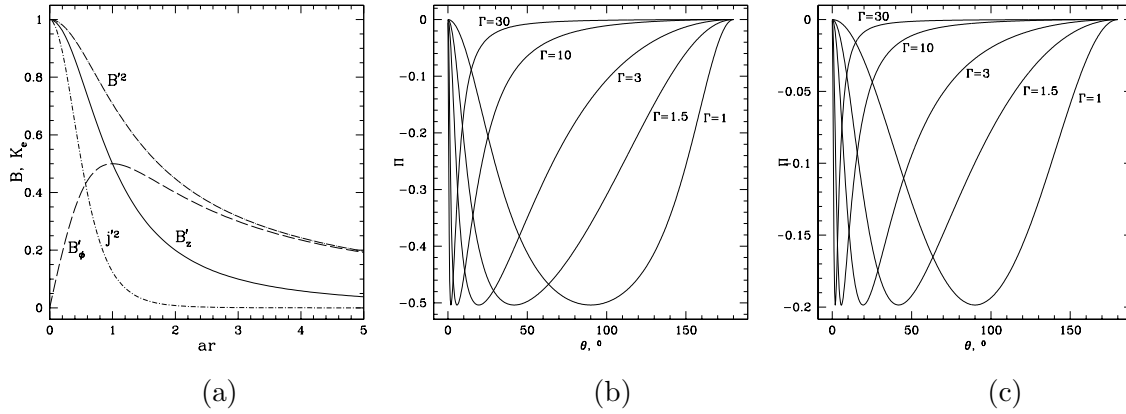 1
0.8
0.6
0.4
0.2
0
B, K_e
B'^2
B'_ϕ
j'^2
B'_z
0 1 2 3 4 5
ar
(a)
0
−0.1
−0.2
−0.3
−0.4
−0.5
Π
Γ=30
Γ=10
Γ=3
Γ=1.5
Γ=1
0 50 100 150
θ, °
(b)
0
−0.05
−0.1
−0.15
−0.2
Π
Γ=30
Γ=10
Γ=3
Γ=1.5
Γ=1
0 50 100 150
θ, °
(c)